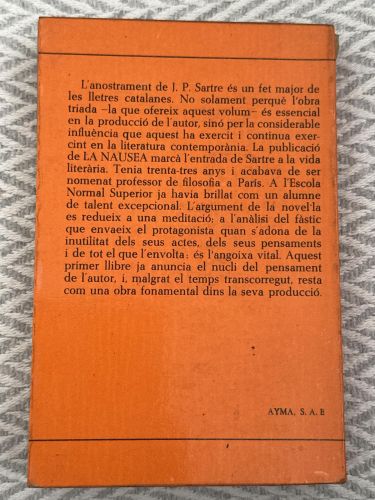 L'anostrament de J. P. Sartre és un fet major de
les lletres catalanes. No solament perquè l'obra
triada —la que ofereix aquest volum— és essencial
en la producció de l'autor, sinó per la considerable
influència que aquest ha exercit i continua exer-
cint en la literatura contemporània. La publicació
de LA NAUSEA marcà l'entrada de Sartre a la vida
literària. Tenia trenta-tres anys i acabava de ser
nomenat professor de filosofia a París. A l'Escola
Normal Superior ja havia brillat com un alumne
de talent excepcional. L'argument de la novel·la
es redueix a una meditació: a l'anàlisi del fàstic
que envaeix el protagonista quan s'adona de la
inutilitat dels seus actes, dels seus pensaments
i de tot el que l'envolta: és l'angoixa vital. Aquest
primer llibre ja anuncia el nucli del pensament
de l'autor, i, malgrat el temps transcorregut, resta
com una obra fonamental dins la seva producció.
AYMA, S. A. E